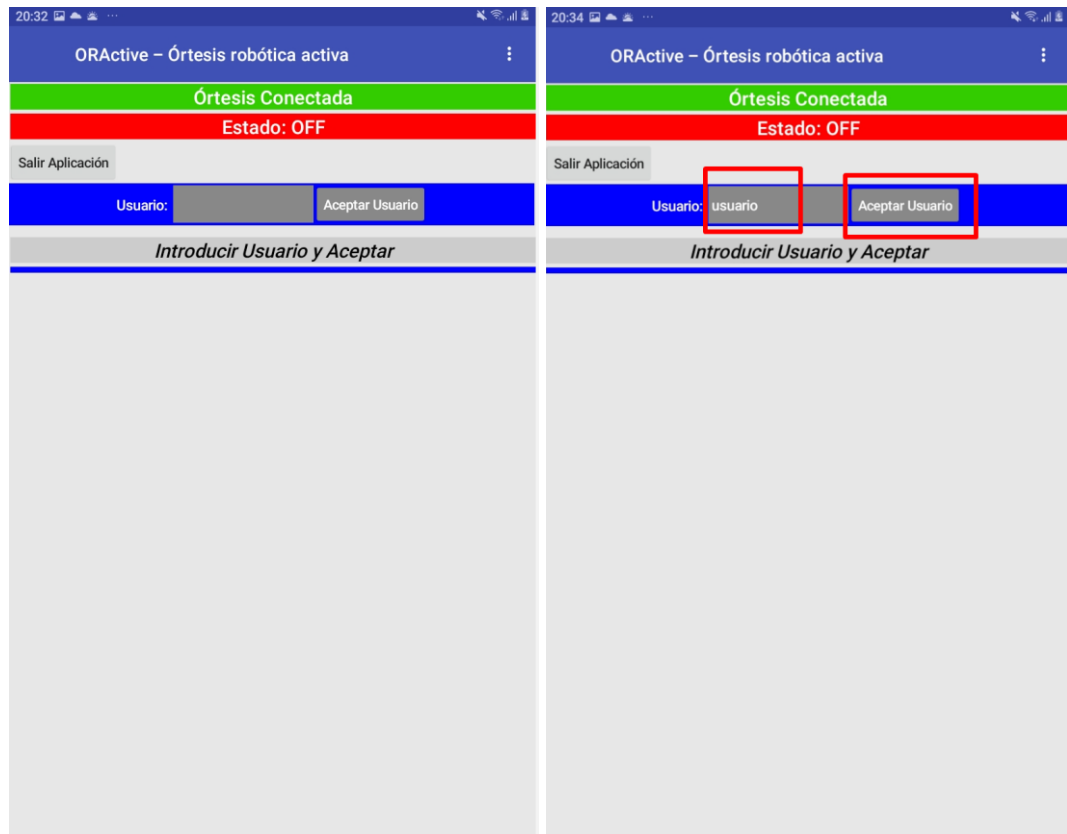 20:32
ORActive – Órtesis robótica activa
Órtesis Conectada
Estado: OFF
Salir Aplicación
Usuario: Aceptar Usuario
Introducir Usuario y Aceptar
20:34
ORActive – Órtesis robótica activa
Órtesis Conectada
Estado: OFF
Salir Aplicación
Usuario: usuario Aceptar Usuario
Introducir Usuario y Aceptar